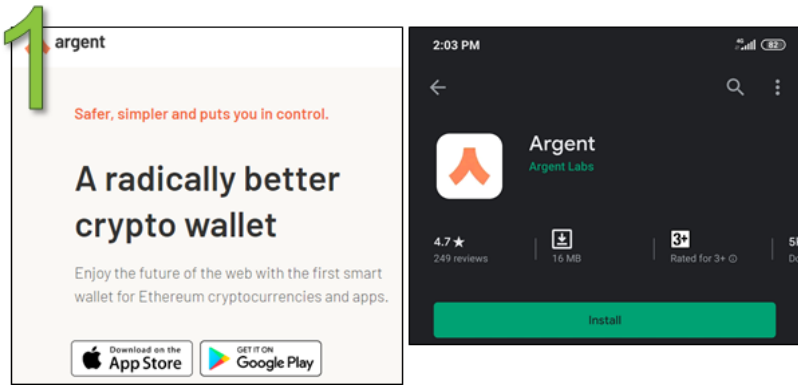 1
argent
Safer, simpler and puts you in control.
A radically better
crypto wallet
Enjoy the future of the web with the first smart
wallet for Ethereum cryptocurrencies and apps.
Download on the
App Store
GET IT ON
Google Play
2:03 PM
4G
82
Argent
Argent Labs
4.7★
249 reviews
16 MB
3+
Rated for 3+
Install